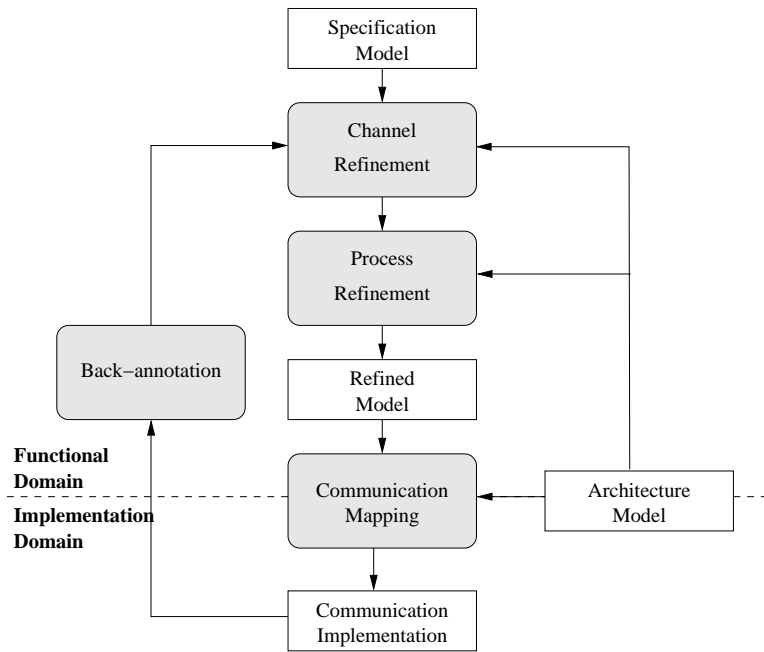 Specification
Model
Channel
Refinement
Process
Refinement
Back−annotation
Refined
Model
Functional
Domain
Communication
Mapping
Architecture
Model
Implementation
Domain
Communication
Implementation